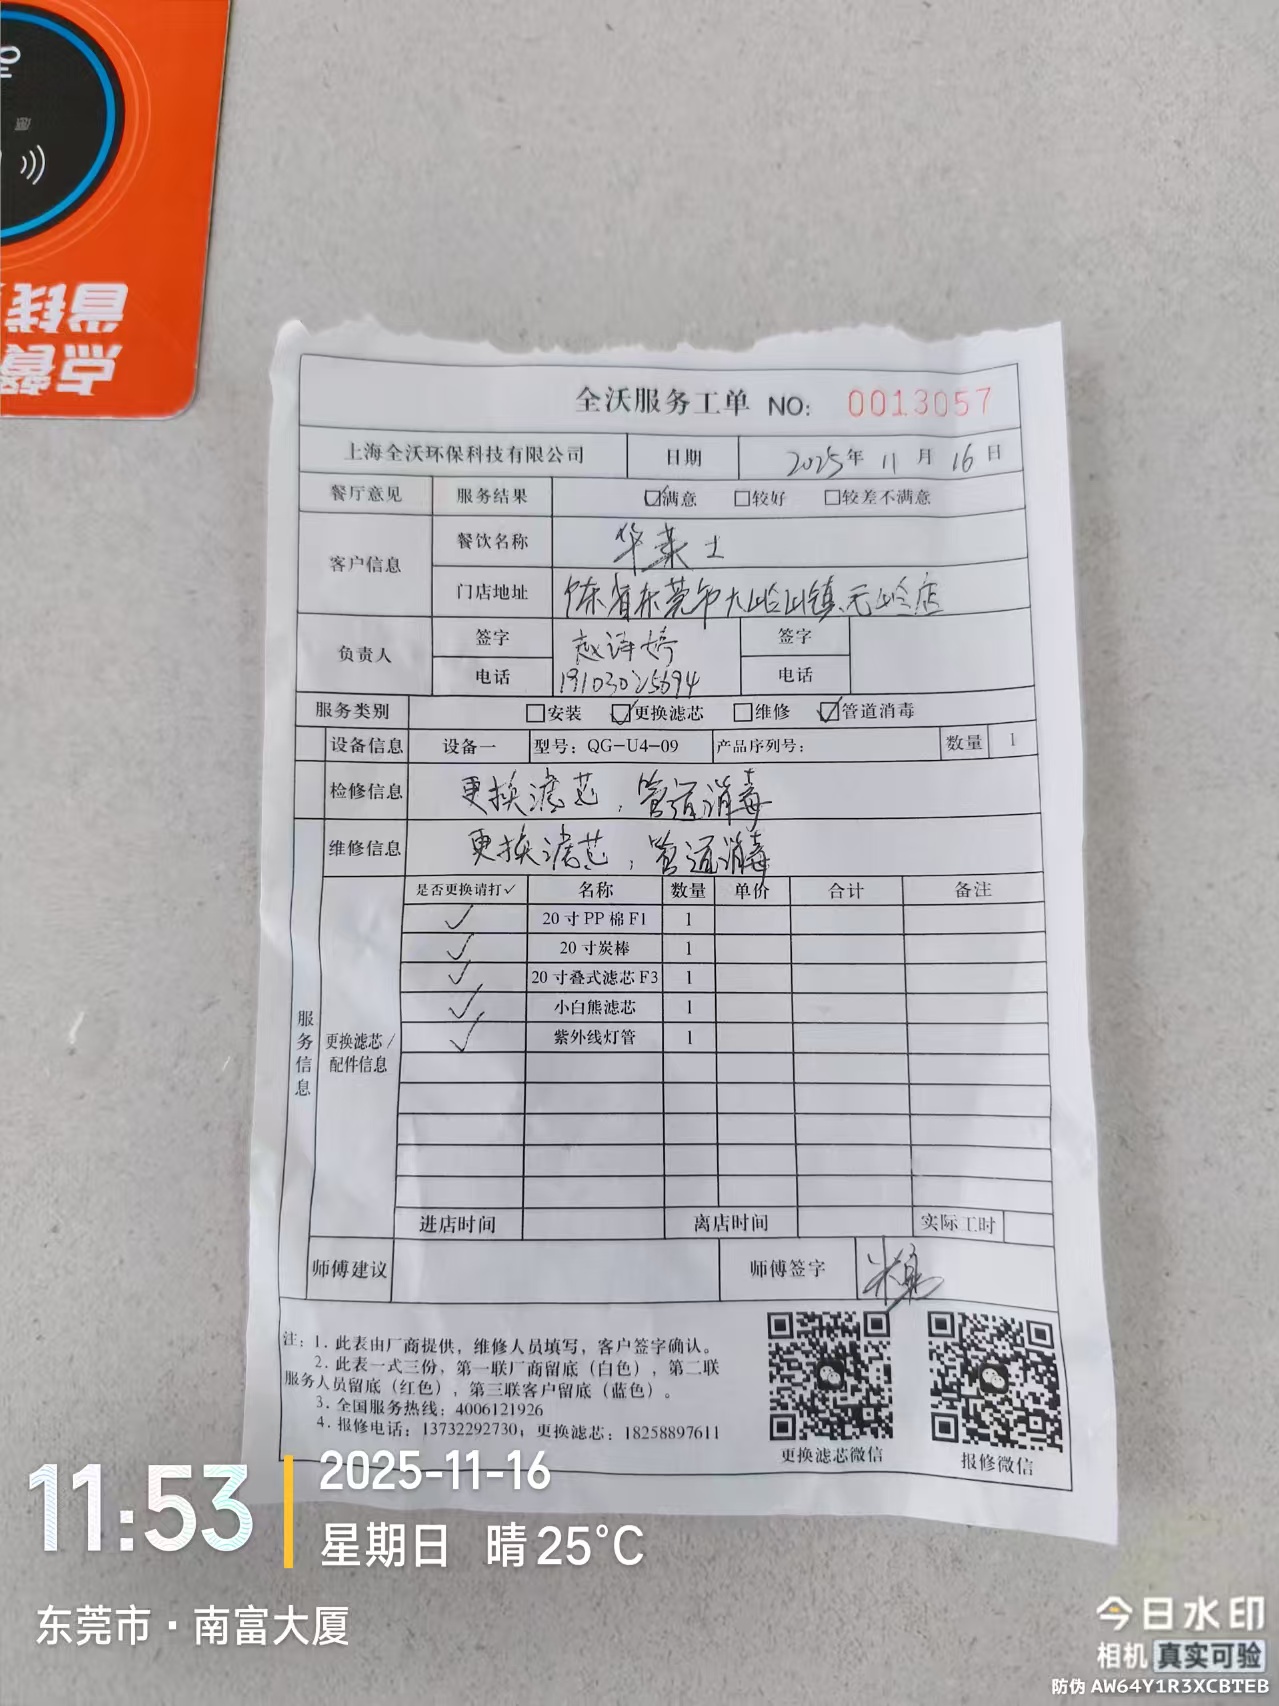 省钱
点餐
全沃服务工单 NO: 0013057
上海全沃环保科技有限公司 日期 2025年 11月 16日
餐厅意见 服务结果 ☑满意 □较好 □较差不满意
客户信息 餐饮名称 华莱士
门店地址 广东省东莞市大岭山镇元岭店
负责人 签字 赵诗婷 签字
电话 19103025694 电话
服务类别 □安装 ☑更换滤芯 □维修 ☑管道消毒
设备信息 设备一 型号: QG-U4-09 产品序列号: 数量 1
检修信息 更换滤芯,管道消毒
维修信息 更换滤芯,管道消毒
服务信息
更换滤芯/配件信息
是否更换请打✓ 名称 数量 单价 合计 备注
✓ 20寸PP棉F1 1
✓ 20寸炭棒 1
✓ 20寸叠式滤芯F3 1
✓ 小白熊滤芯 1
✓ 紫外线灯管 1
进店时间 离店时间 实际工时
师傅建议 师傅签字
注: 1. 此表由厂商提供,维修人员填写,客户签字确认。
2. 此表一式三份,第一联厂商留底(白色),第二联
服务人员留底(红色),第三联客户留底(蓝色)。
3. 全国服务热线: 4006121926
4. 报修电话: 13732292730; 更换滤芯: 18258897611
更换滤芯微信 报修微信
11:53
2025-11-16
星期日 晴 25°C
东莞市·南富大厦
今日水印
相机 真实可验
防伪 AW64Y1R3XCBTEB